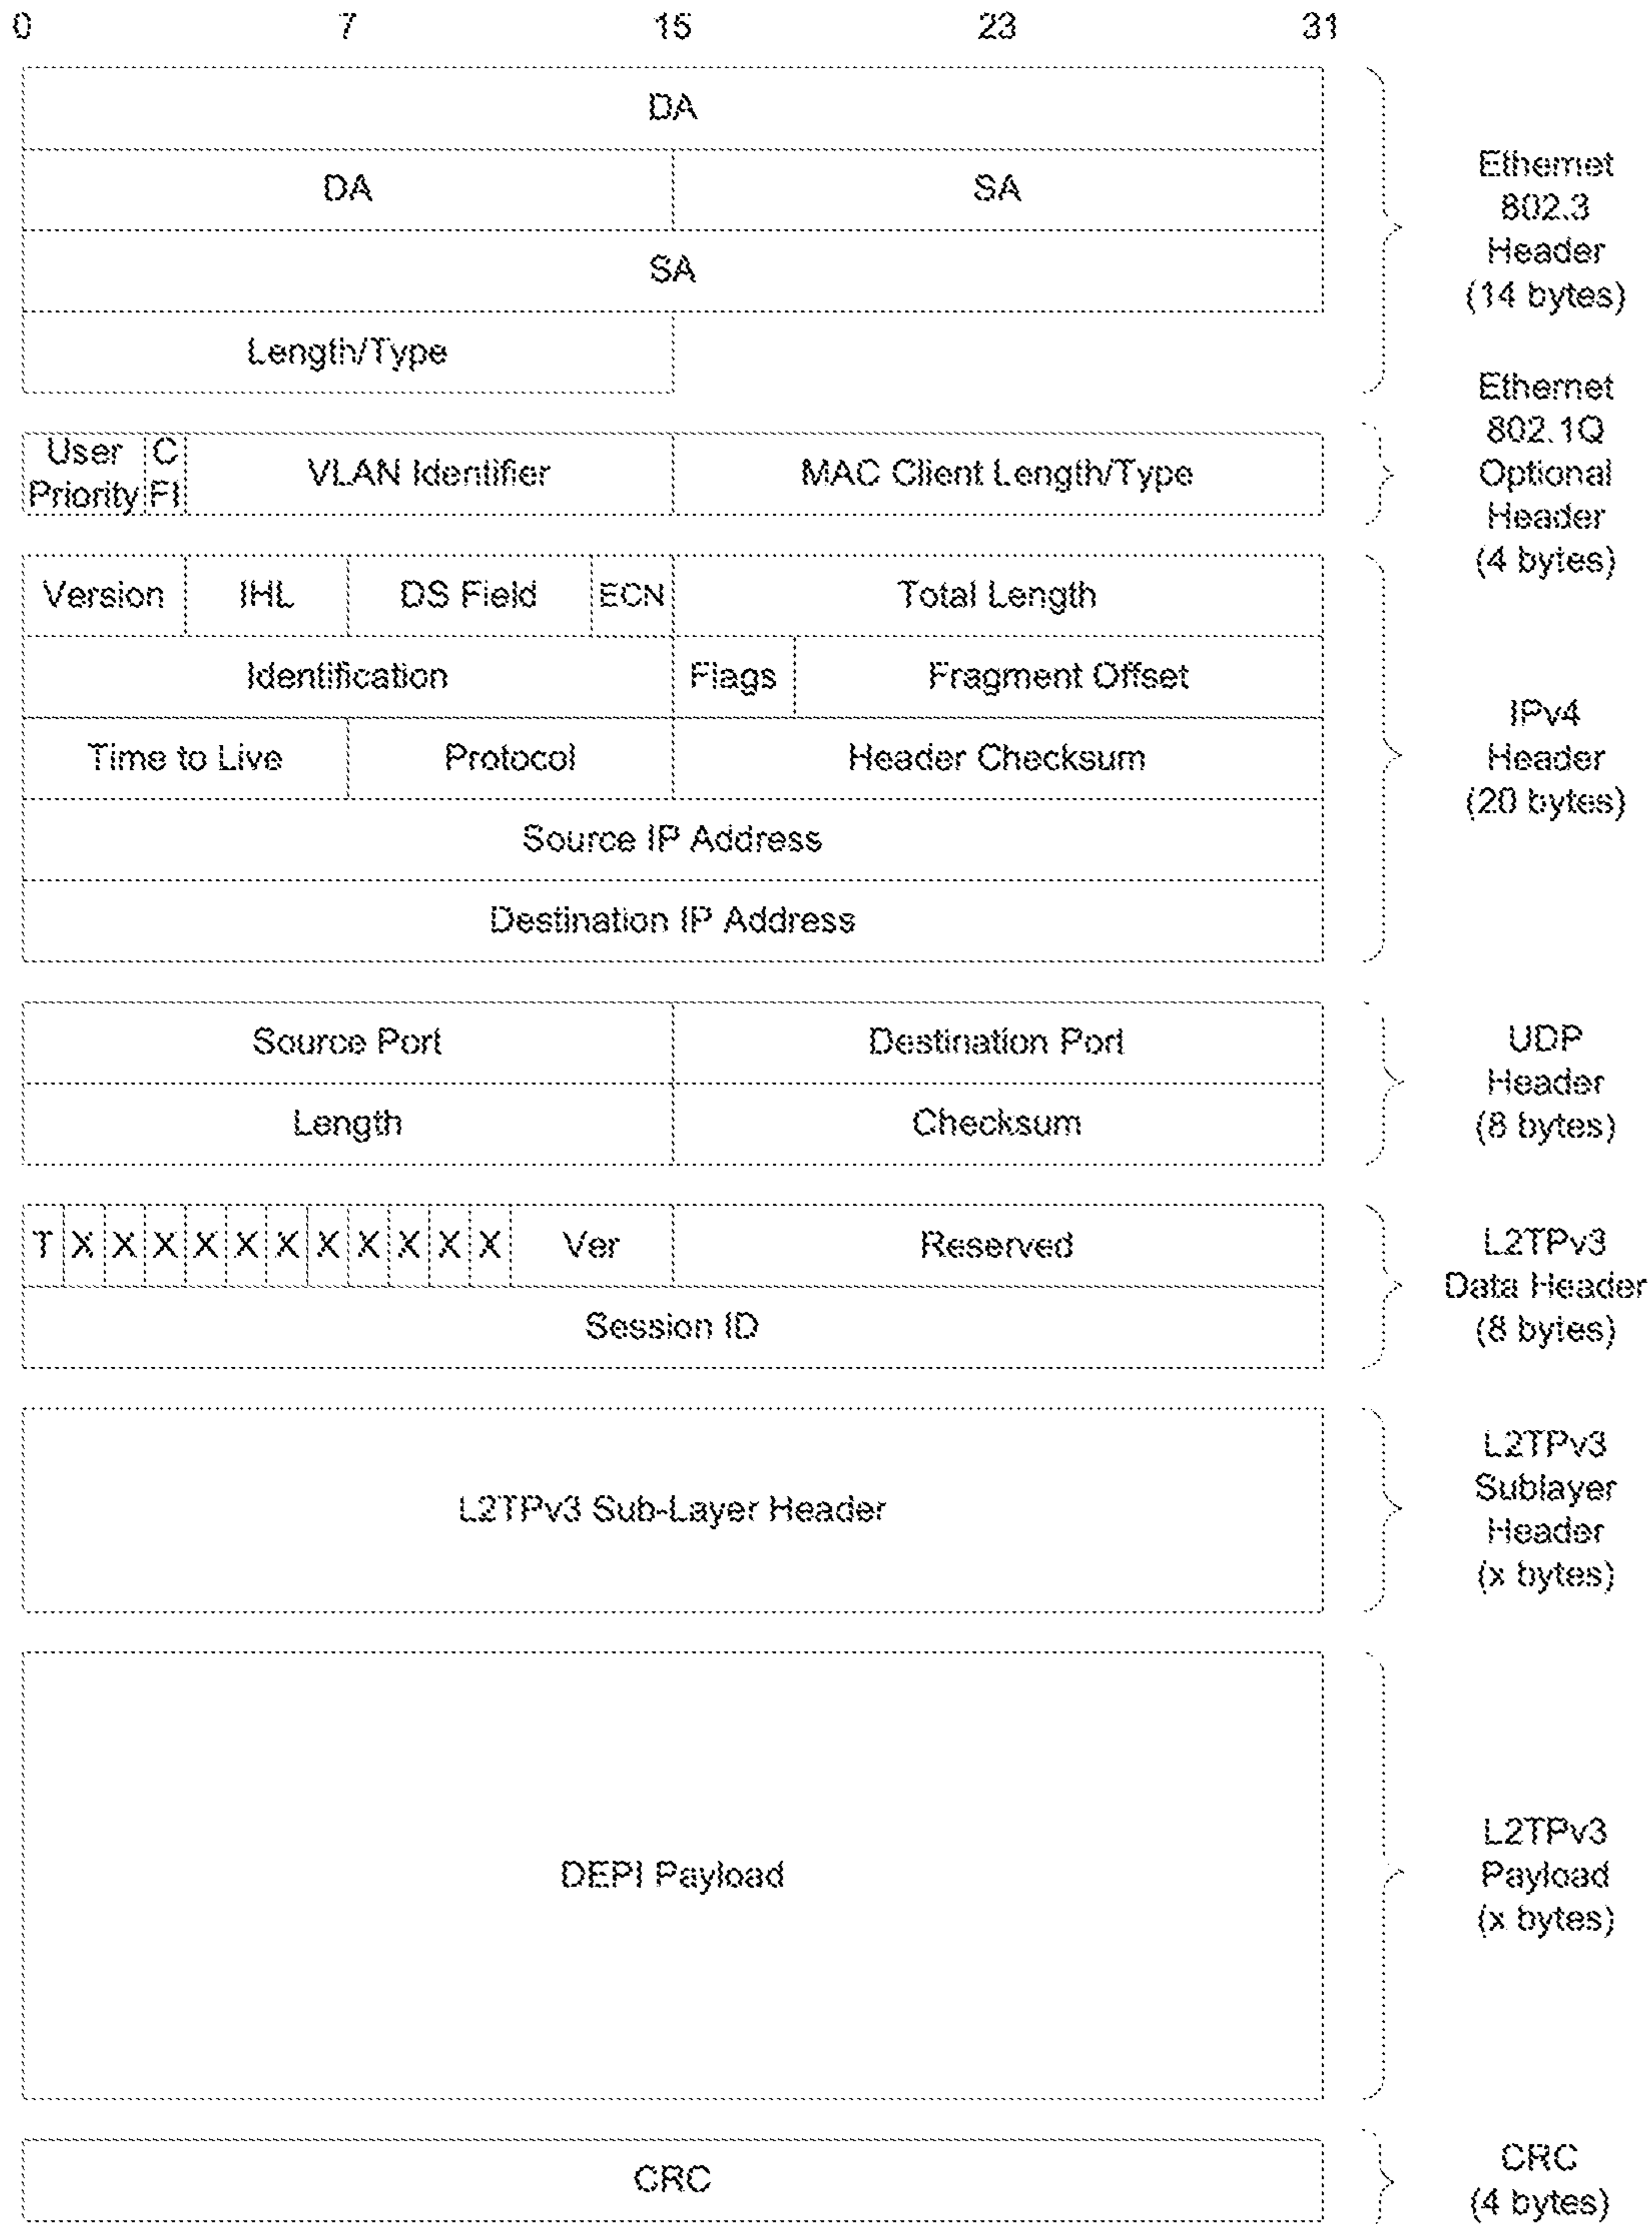 0 7 15 23 31
DA
DA SA
SA
Length/Type
Ethernet
802.3
Header
(14 bytes)
User
Priority
C
FI
VLAN Identifier
MAC Client Length/Type
Ethernet
802.1Q
Optional
Header
(4 bytes)
Version IHL DS Field ECN Total Length
Identification Flags Fragment Offset
Time to Live Protocol Header Checksum
Source IP Address
Destination IP Address
IPv4
Header
(20 bytes)
Source Port Destination Port
Length Checksum
UDP
Header
(8 bytes)
T X X X X X X X X X X X Ver Reserved
Session ID
L2TPv3
Data Header
(8 bytes)
L2TPv3 Sub-Layer Header
L2TPv3
Sublayer
Header
(x bytes)
DEPI Payload
L2TPv3
Payload
(x bytes)
CRC
CRC
(4 bytes)